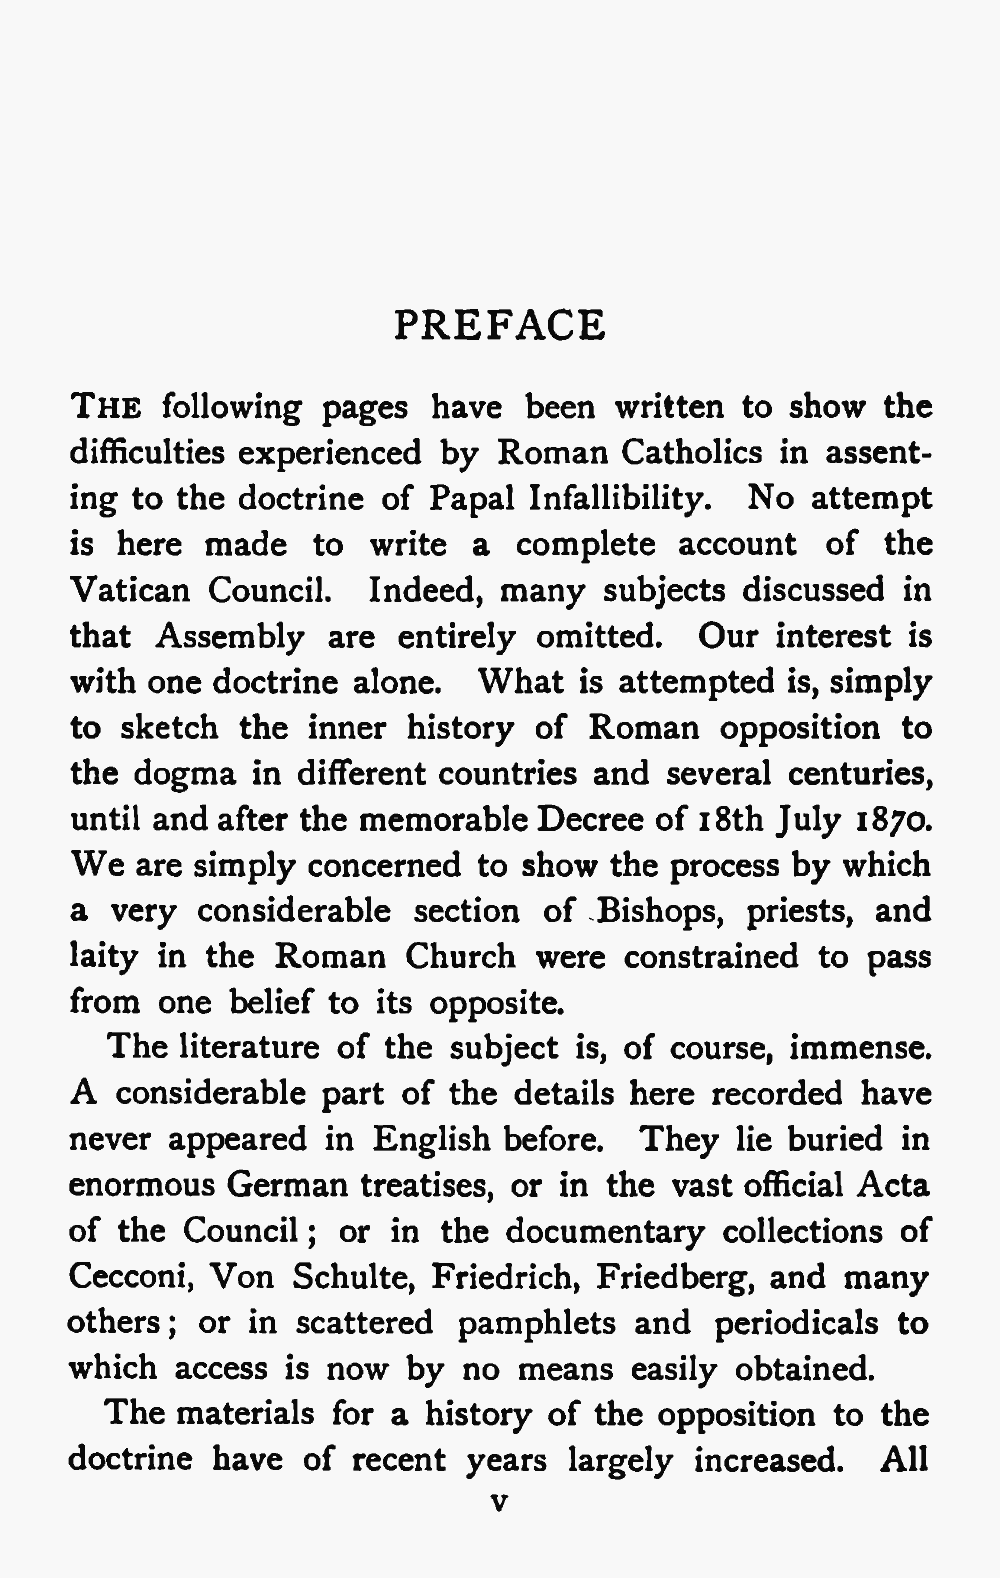 PREFACE
THE following pages have been written to show the
difficulties experienced by Roman Catholics in assent-
ing to the doctrine of Papal Infallibility. No attempt
is here made to write a complete account of the
Vatican Council. Indeed, many subjects discussed in
that Assembly are entirely omitted. Our interest is
with one doctrine alone. What is attempted is, simply
to sketch the inner history of Roman opposition to
the dogma in different countries and several centuries,
until and after the memorable Decree of 18th July 1870.
We are simply concerned to show the process by which
a very considerable section of Bishops, priests, and
laity in the Roman Church were constrained to pass
from one belief to its opposite.
The literature of the subject is, of course, immense.
A considerable part of the details here recorded have
never appeared in English before. They lie buried in
enormous German treatises, or in the vast official Acta
of the Council; or in the documentary collections of
Cecconi, Von Schulte, Friedrich, Friedberg, and many
others; or in scattered pamphlets and periodicals to
which access is now by no means easily obtained.
The materials for a history of the opposition to the
doctrine have of recent years largely increased. All
v